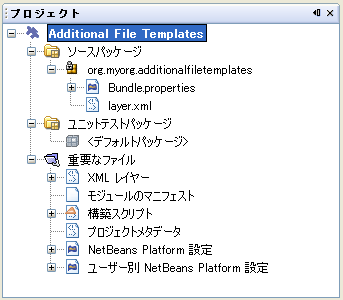 プロジェクト
Additional File Templates
ソースパッケージ
org.myorg.additionalfiletemplates
Bundle.properties
layer.xml
ユニットテストパッケージ
<デフォルトパッケージ>
重要なファイル
XML レイヤー
モジュールのマニフェスト
構築スクリプト
プロジェクトメタデータ
NetBeans Platform 設定
ユーザー別 NetBeans Platform 設定